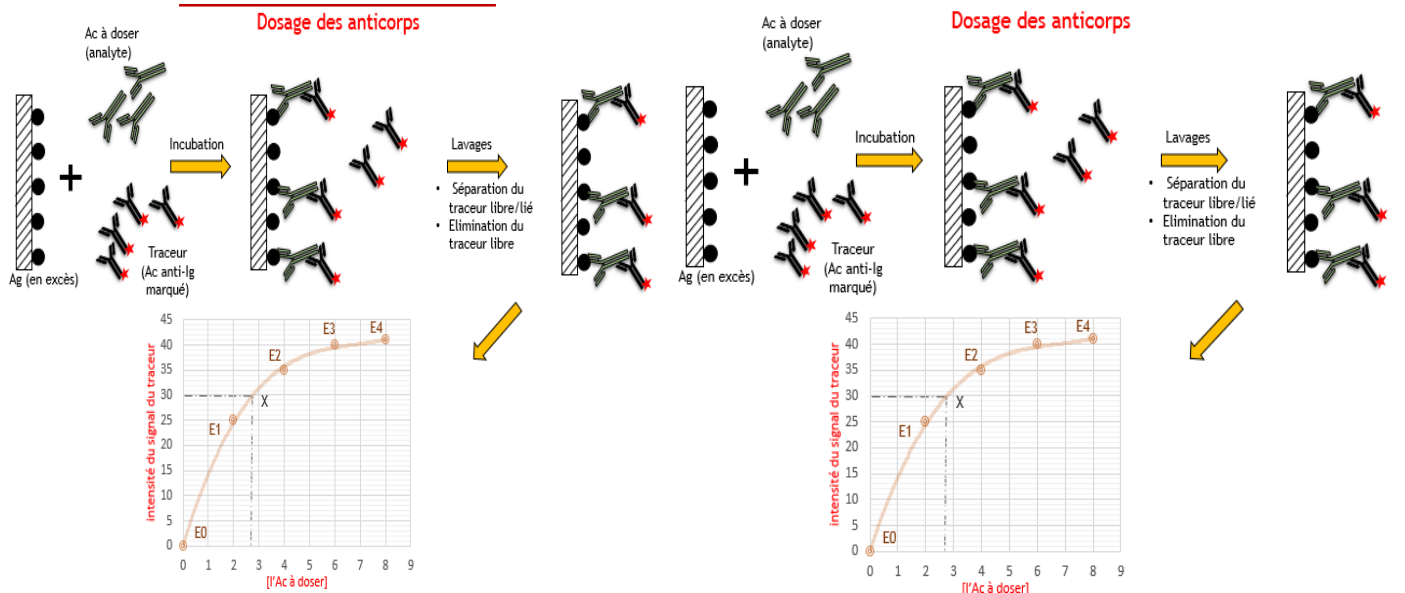 Dosage des anticorps
Ac à doser
(analyte)
Incubation
Lavages
• Séparation du
traceur libre/lié
• Elimination du
traceur libre
Ag (en excès)
Traceur
(Ac anti-Ig
marqué)
intensité du signal du traceur
45
40
35
30
25
20
15
10
5
0
E0
E1
E2
E3
E4
X
0 1 2 3 4 5 6 7 8 9
[l'Ac à doser]
Dosage des anticorps
Ac à doser
(analyte)
Incubation
Lavages
• Séparation du
traceur libre/lié
• Elimination du
traceur libre
Ag (en excès)
Traceur
(Ac anti-Ig
marqué)
intensité du signal du traceur
45
40
35
30
25
20
15
10
5
0
E0
E1
E2
E3
E4
X
0 1 2 3 4 5 6 7 8 9
[l'Ac à doser]